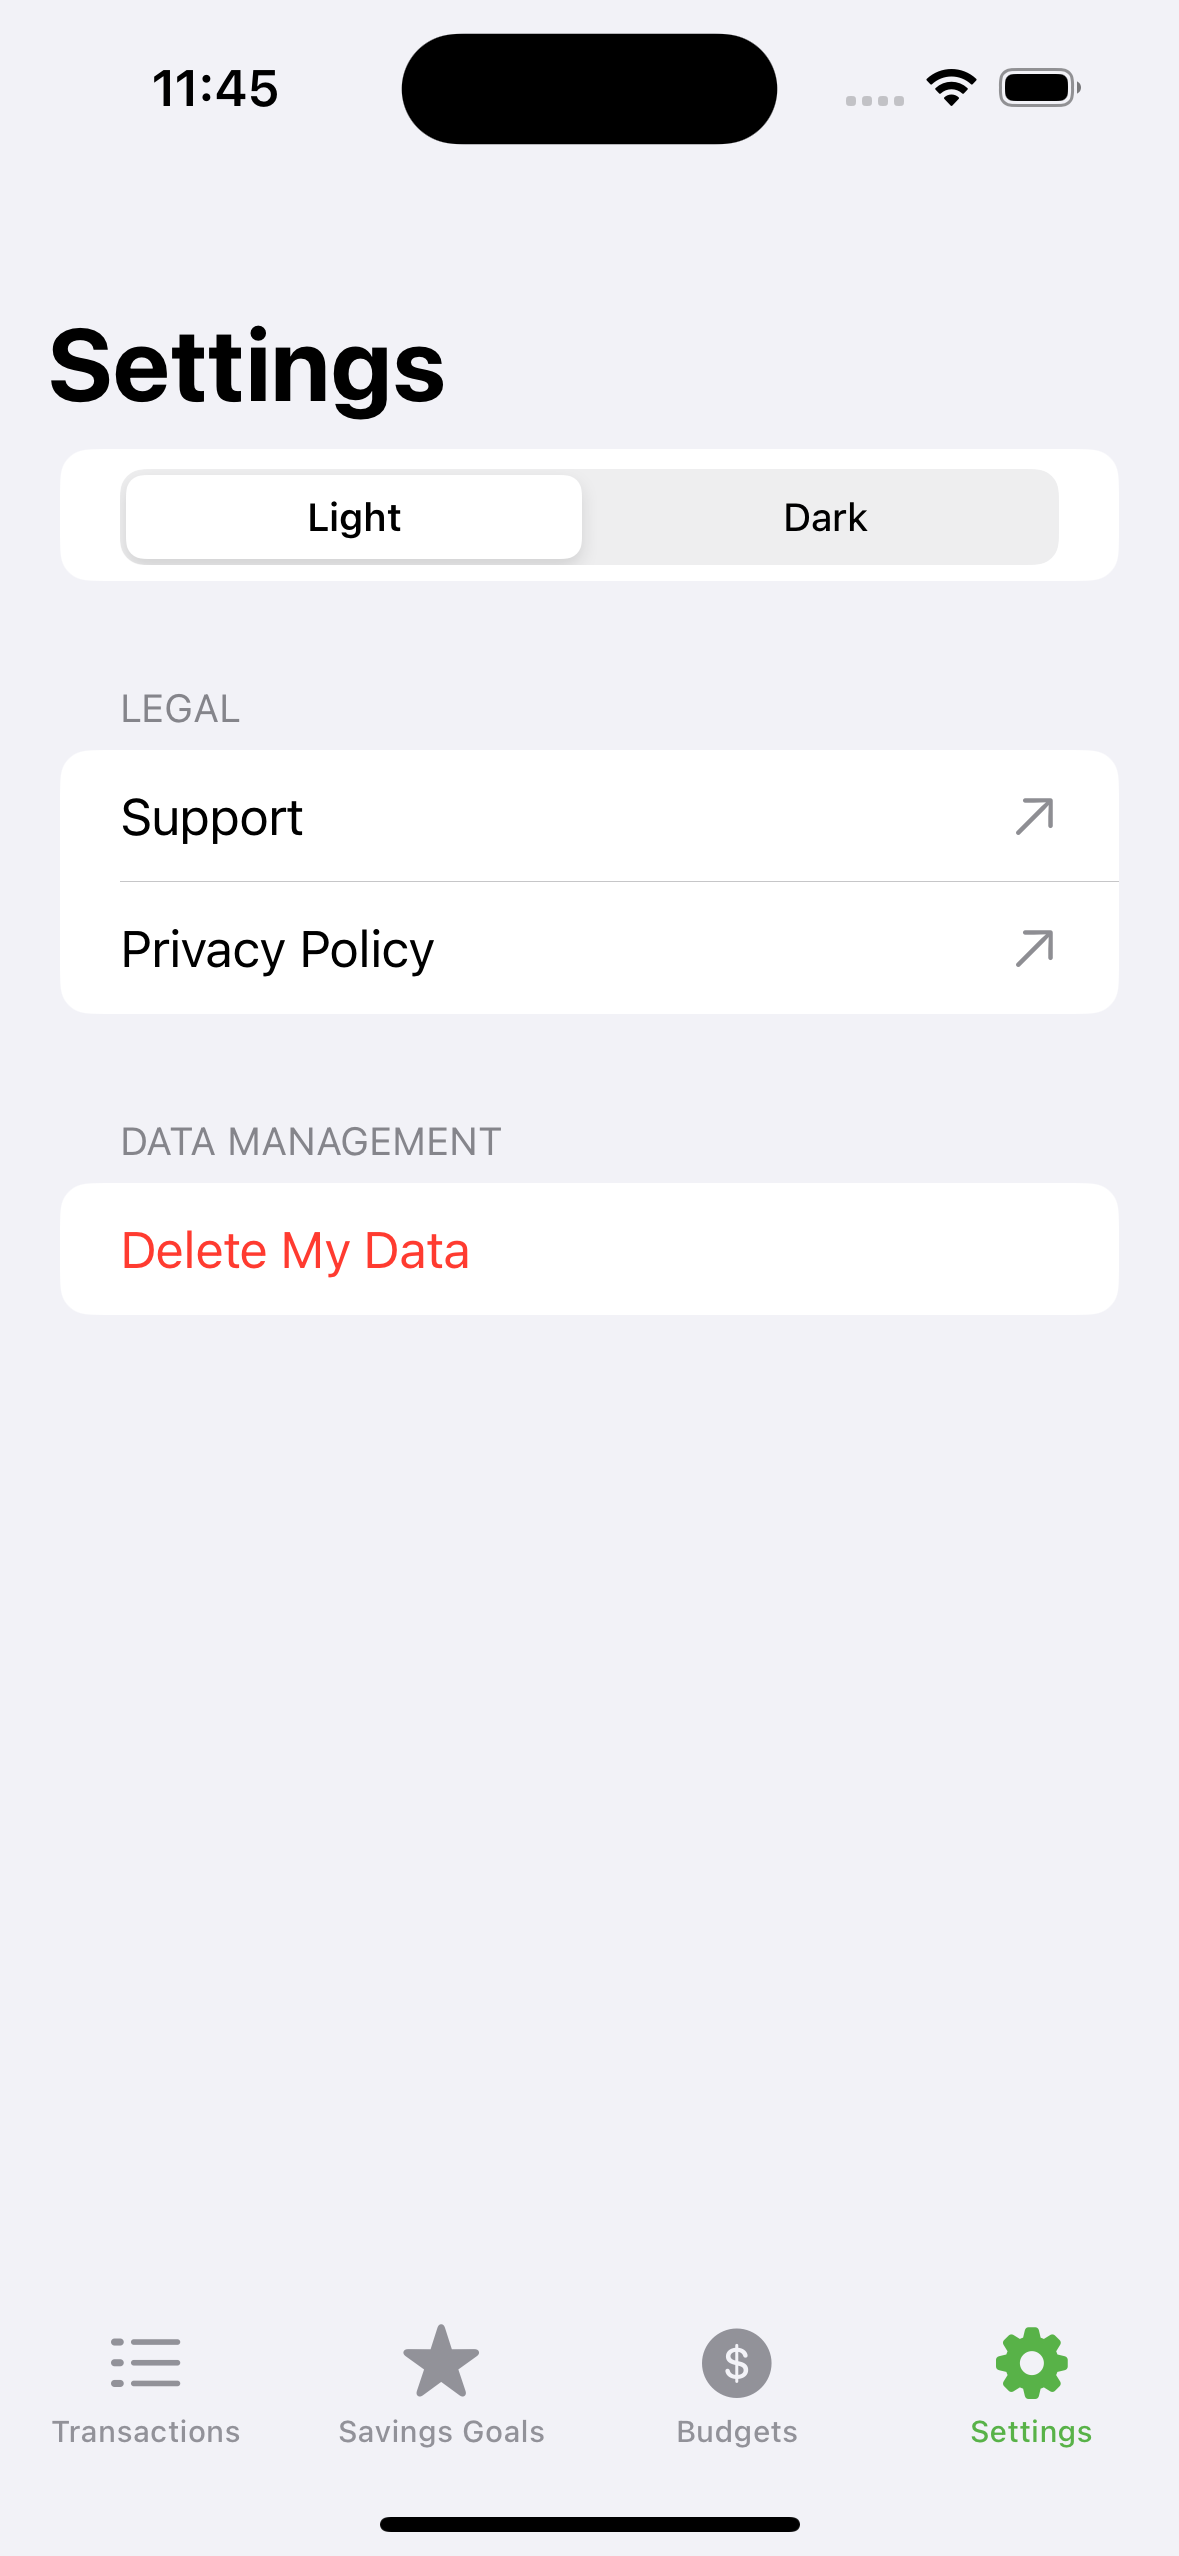 11:45
Settings
Light
Dark
LEGAL
Support
Privacy Policy
DATA MANAGEMENT
Delete My Data
$
Transactions
Savings Goals
Budgets
Settings